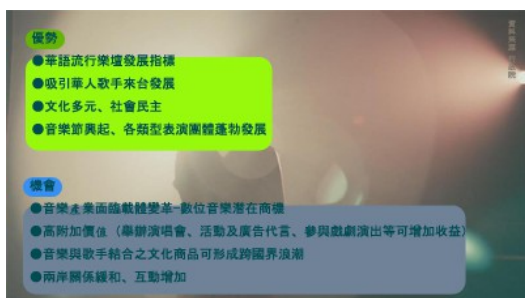 優勢
●華語流行樂壇發展指標
●吸引華人歌手來台發展
●文化多元、社會民主
●音樂節興起、各類型表演團體蓬勃發展
機會
●音樂產業面臨載體變革-數位音樂潛在商機
●高附加價值（舉辦演唱會、活動及廣告代言、參與戲劇演出等可增加收益）
●音樂與歌手結合之文化商品可形成跨國界浪潮
●兩岸關係緩和、互動增加